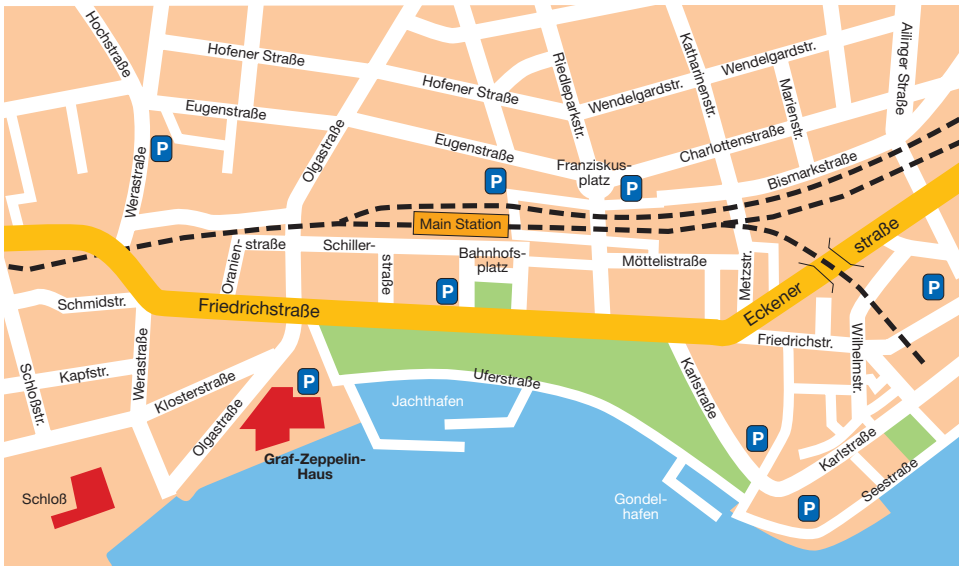 Hochstraße
Hofener Straße
Hofener Straße
Riedleparkstr.
Katharinenstr.
Wendelgardstr.
Wendelgardstr.
Ailinger Straße
Marienstr.
Eugenstraße
Eugenstraße
Olgastraße
Charlottenstraße
P
Werastraße
Franziskus-
platz
P
P
Bismarkstraße
Main Station
Oranien-
straße
Schiller-
straße
Bahnhofs-
platz
Möttelistraße
Metzstr.
Eckener
straße
P
P
Schmidstr.
Friedrichstraße
Friedrichstr.
Wilhelmstr.
Schloßstr.
Kapfstr.
Werastraße
Klosterstraße
Olgastraße
P
Uferstraße
Jachthafen
Karlstraße
P
Karlstraße
Seestraße
Graf-Zeppelin-
Haus
Schloß
Gondel-
hafen
P